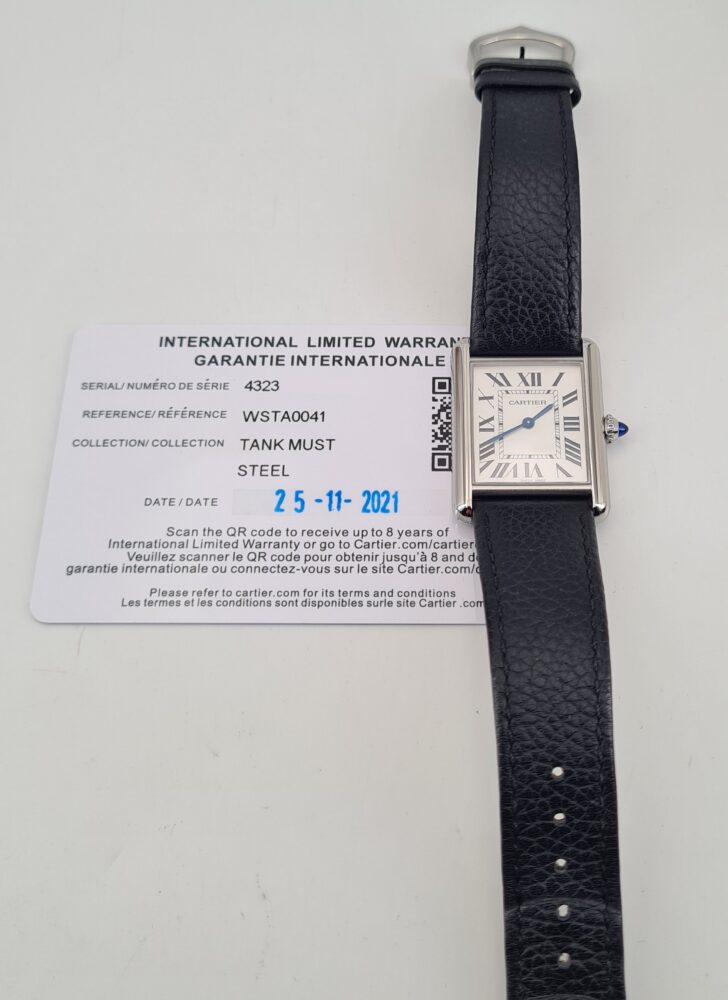 INTERNATIONAL LIMITED WARRAN
GARANTIE INTERNATIONALE
SERIAL/ NUMÉRO DE SÉRIE 4323
REFERENCE/ RÉFÉRENCE WSTA0041
COLLECTION/ COLLECTION TANK MUST
STEEL
DATE / DATE 25-11-2021
Scan the QR code to receive up to 8 years of
International Limited Warranty or go to Cartier.com/cartier
Veuillez scanner le QR code pour obtenir jusqu'à 8 and d
garantie internationale ou connectez-vous sur le site Cartier.com/
Please refer to cartier.com for its terms and conditions
Les termes et les conditions sont disponibles surle site Cartier .com
XII
CARTIER